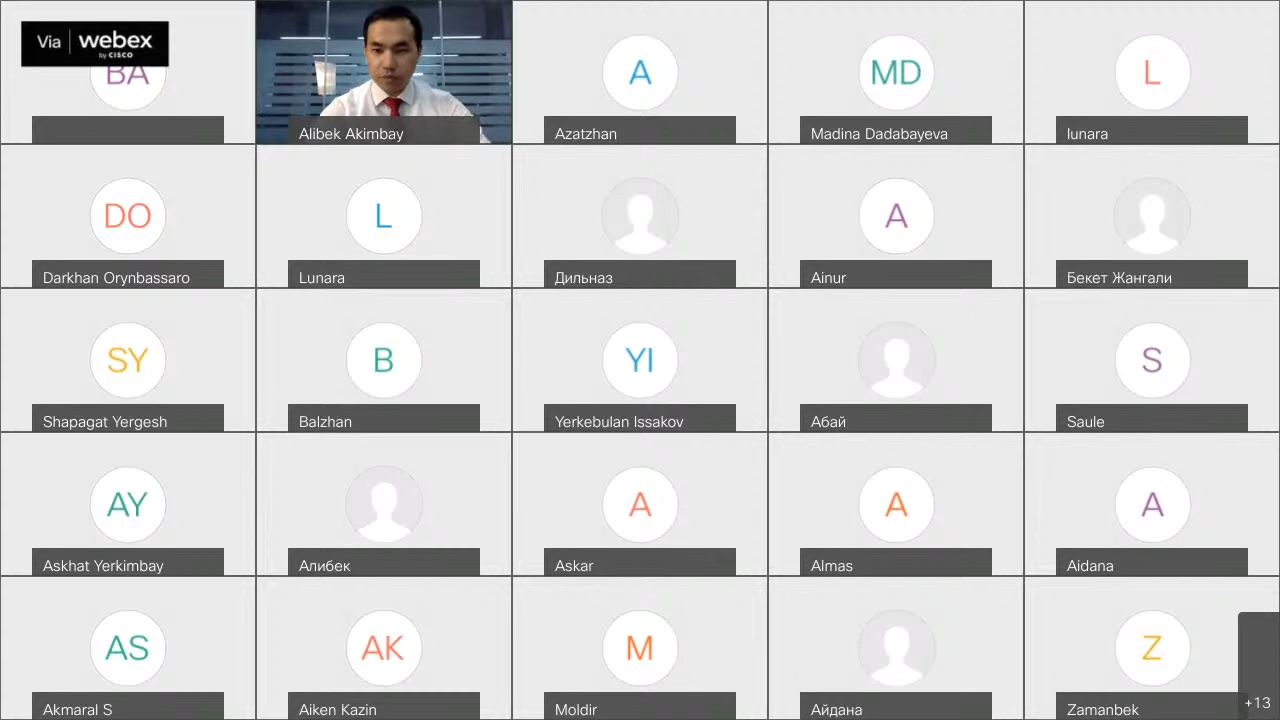 Via webex
by CISCO
BA
Alibek Akimbay
A
Azatzhan
MD
Madina Dadabayeva
L
lunara
DO
Darkhan Orynbassaro
L
Lunara
Дильназ
A
Ainur
Бекет Жангали
SY
Shapagat Yergesh
B
Balzhan
YI
Yerkebulan Issakov
Абай
S
Saule
AY
Askhat Yerkimbay
Алибек
A
Askar
A
Almas
A
Aidana
AS
Akmaral S
AK
Aiken Kazin
M
Moldir
Айдана
Z
Zamanbek
+13